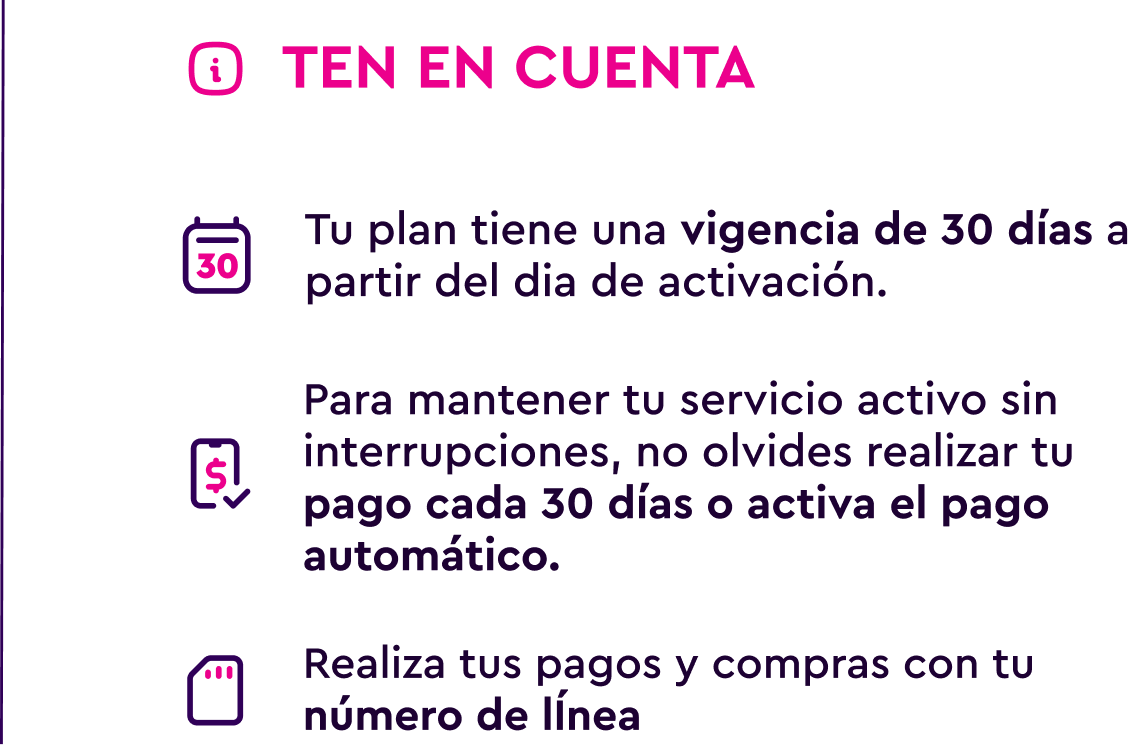 i TEN EN CUENTA
30
Tu plan tiene una vigencia de 30 días a
partir del dia de activación.
$
Para mantener tu servicio activo sin
interrupciones, no olvides realizar tu
pago cada 30 días o activa el pago
automático.
Realiza tus pagos y compras con tu
número de lÍnea